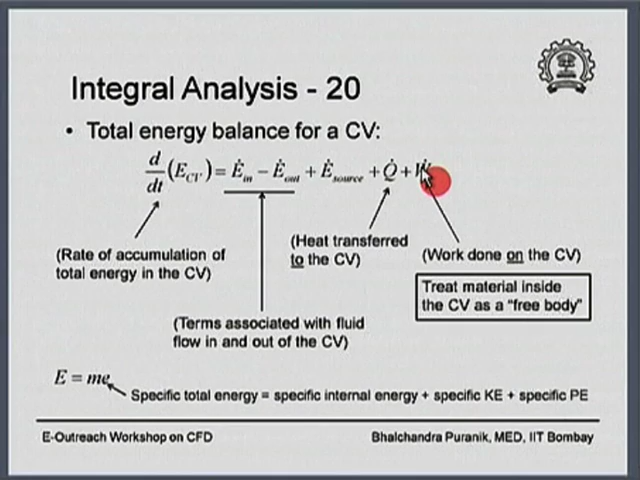 Integral Analysis - 20
• Total energy balance for a CV:
d/dt (E_CV) = Ė_in − Ė_out + Ė_source + Q̇ + Ẇ
(Rate of accumulation of
total energy in the CV)
(Heat transferred
to the CV)
(Work done on the CV)
Treat material inside
the CV as a "free body"
(Terms associated with fluid
flow in and out of the CV)
E = me
Specific total energy = specific internal energy + specific KE + specific PE
E-Outreach Workshop on CFD
Bhalchandra Puranik, MED, IIT Bombay